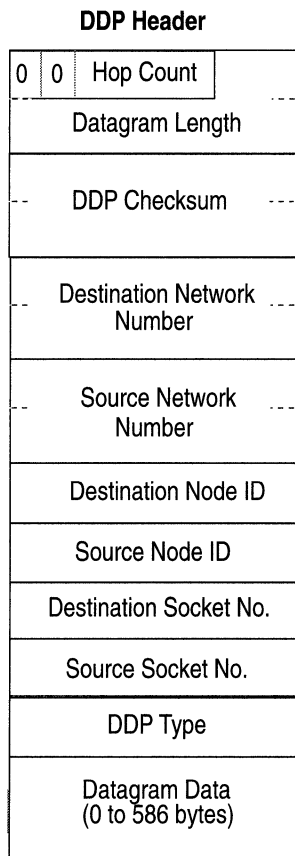 DDP Header
0 0 Hop Count
Datagram Length
DDP Checksum
Destination Network
Number
Source Network
Number
Destination Node ID
Source Node ID
Destination Socket No.
Source Socket No.
DDP Type
Datagram Data
(0 to 586 bytes)